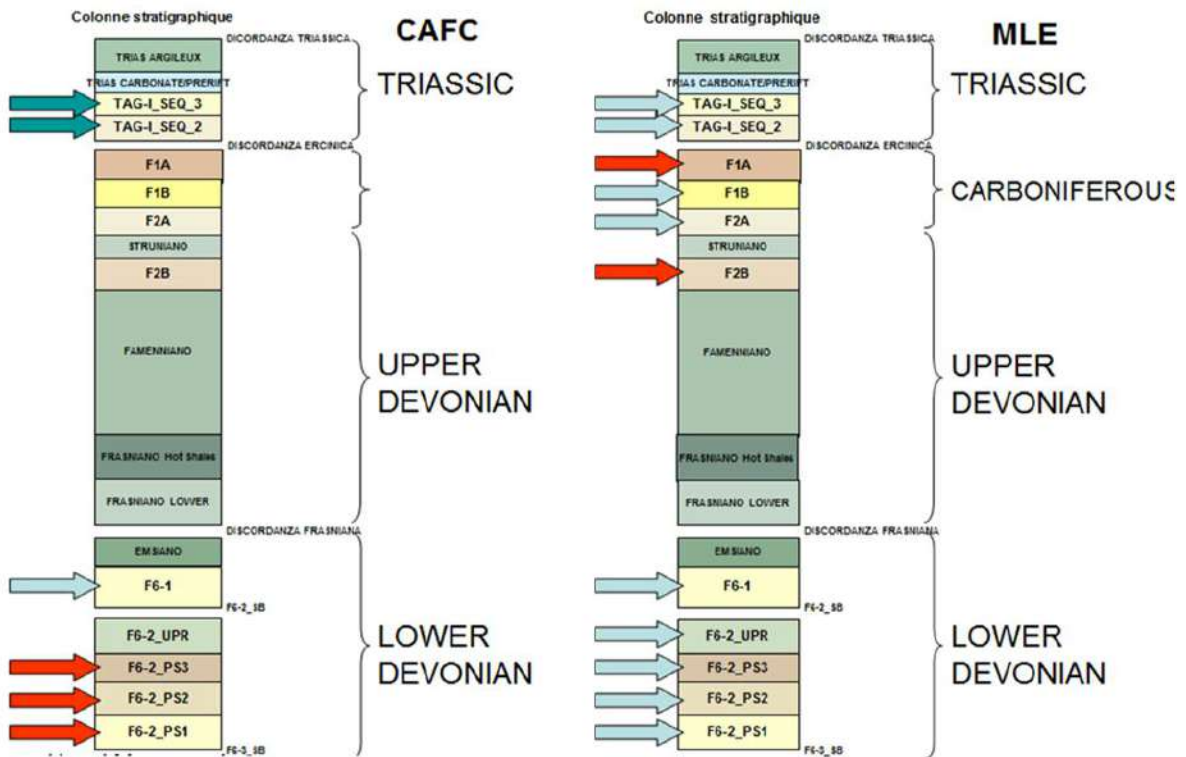 Colonne stratigraphique
CAFC
DICORDANZA TRIASSICA
TRIAS ARGILEUX
TRIAS CARBONATE/PRERIFT
TRIASSIC
TAG-I_SEQ_3
TAG-I_SEQ_2
DISCORDANZA ERCINICA
F1A
F1B
F2A
STRUNIANO
F2B
FAMENNIANO
UPPER
DEVONIAN
FRASNIANO Hot Shales
FRASNIANO LOWER
DISCORDANZA FRASNIANA
EMSIANO
F6-1
F6-2_SB
F6-2_UPR
LOWER
DEVONIAN
F6-2_PS3
F6-2_PS2
F6-2_PS1
F6-3_SB
Colonne stratigraphique
MLE
DISCORDANZA TRIASSICA
TRIAS ARGILEUX
TRIAS CARBONATE/PRERIFT
TRIASSIC
TAG-I_SEQ_3
TAG-I_SEQ_2
DISCORDANZA ERCINICA
F1A
F1B
CARBONIFEROUS
F2A
STRUNIANO
F2B
FAMENNIANO
UPPER
DEVONIAN
FRASNIANO Hot Shales
FRASNIANO LOWER
DISCORDANZA FRASNIANA
EMSIANO
F6-1
F6-2_SB
F6-2_UPR
LOWER
DEVONIAN
F6-2_PS3
F6-2_PS2
F6-2_PS1
F6-3_SB